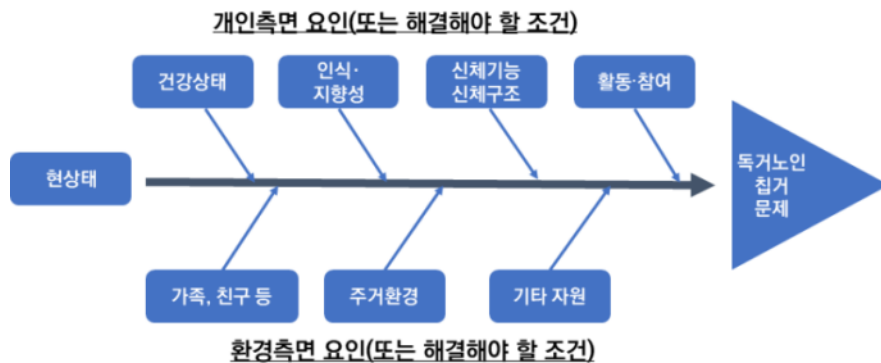 개인측면 요인(또는 해결해야 할 조건)
건강상태
인식·
지향성
신체기능
신체구조
활동·참여
현상태
독거노인
칩거
문제
가족, 친구 등
주거환경
기타 자원
환경측면 요인(또는 해결해야 할 조건)